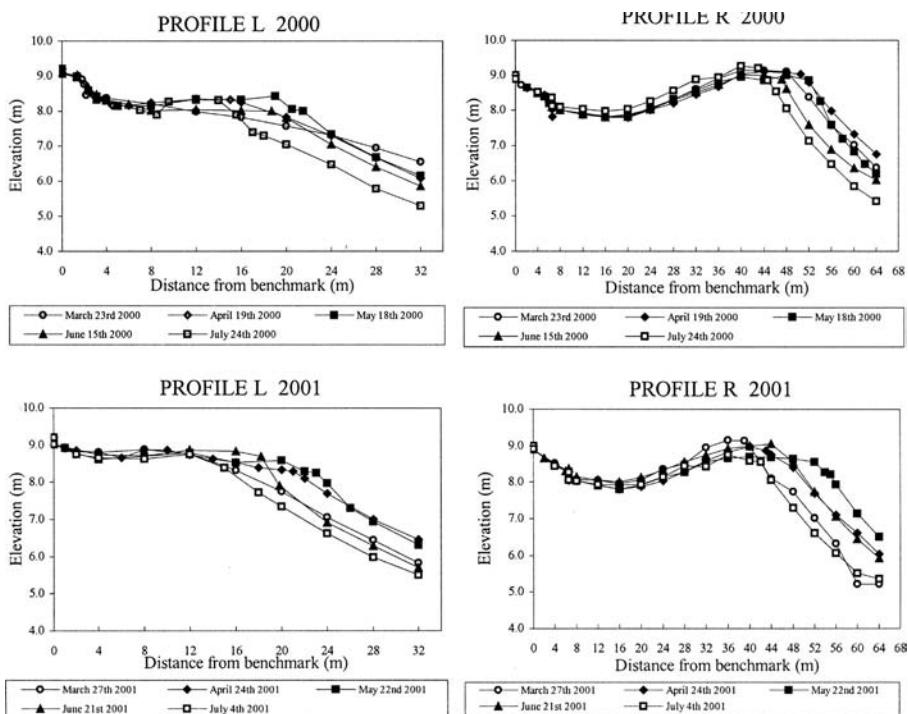 PROFILE L 2000
10.0
9.0
8.0
7.0
6.0
5.0
4.0
Elevation (m)
0 4 8 12 16 20 24 28 32
Distance from benchmark (m)
March 23rd 2000 April 19th 2000 May 18th 2000
June 15th 2000 July 24th 2000
PROFILE R 2000
10.0
9.0
8.0
7.0
6.0
5.0
4.0
Elevation (m)
0 4 8 12 16 20 24 28 32 36 40 44 48 52 56 60 64 68
Distance from benchmark (m)
March 23rd 2000 April 19th 2000 May 18th 2000
June 15th 2000 July 24th 2000
PROFILE L 2001
10.0
9.0
8.0
7.0
6.0
5.0
4.0
Elevation (m)
0 4 8 12 16 20 24 28 32
Distance from benchmark (m)
March 27th 2001 April 24th 2001 May 22nd 2001
June 21st 2001 July 4th 2001
PROFILE R 2001
10.0
9.0
8.0
7.0
6.0
5.0
4.0
Elevation (m)
0 4 8 12 16 20 24 28 32 36 40 44 48 52 56 60 64 68
Distance from benchmark (m)
March 27th 2001 April 24th 2001 May 22nd 2001
June 21st 2001 July 4th 2001